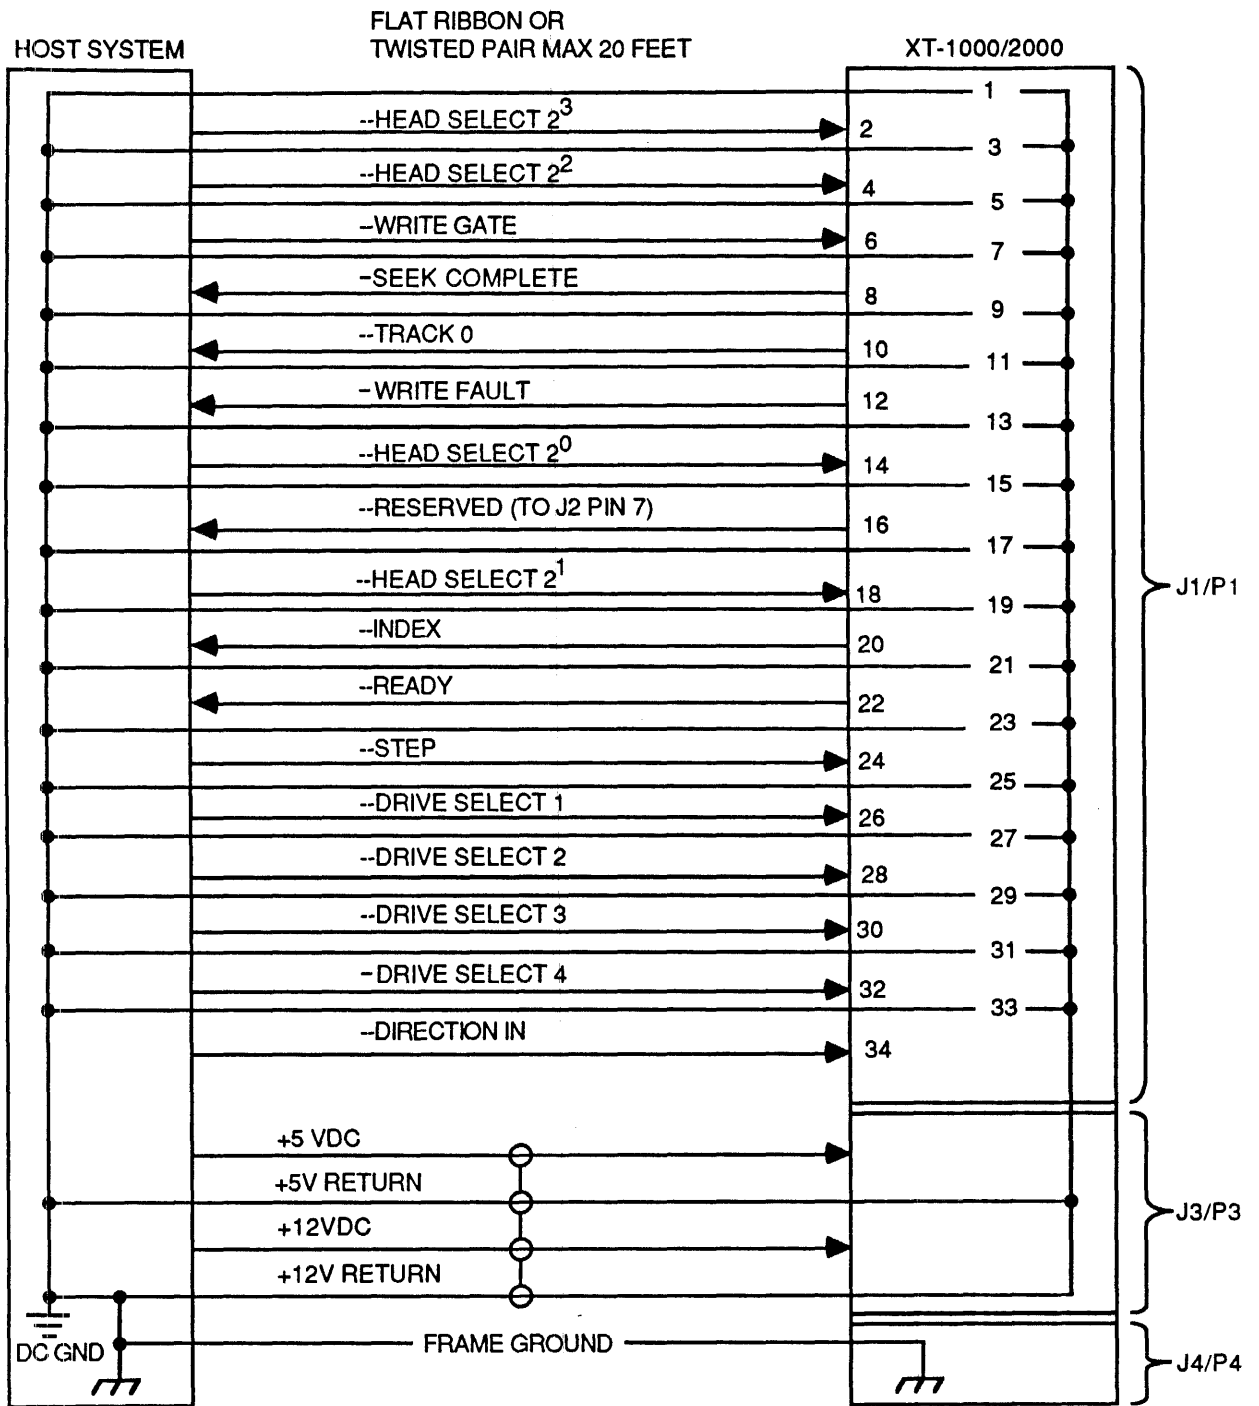 FLAT RIBBON OR
HOST SYSTEM TWISTED PAIR MAX 20 FEET XT-1000/2000
1
--HEAD SELECT 2³ 2
3
--HEAD SELECT 2² 4
5
-WRITE GATE 6
7
-SEEK COMPLETE 8
9
--TRACK 0 10
11
-WRITE FAULT 12
13
--HEAD SELECT 2⁰ 14
15
--RESERVED (TO J2 PIN 7) 16
17
--HEAD SELECT 2¹ 18
J1/P1
19
--INDEX 20
21
--READY 22
23
--STEP 24
25
--DRIVE SELECT 1 26
27
--DRIVE SELECT 2 28
29
--DRIVE SELECT 3 30
31
-DRIVE SELECT 4 32
33
--DIRECTION IN 34
+5 VDC
+5V RETURN
J3/P3
+12VDC
+12V RETURN
DC GND FRAME GROUND
J4/P4